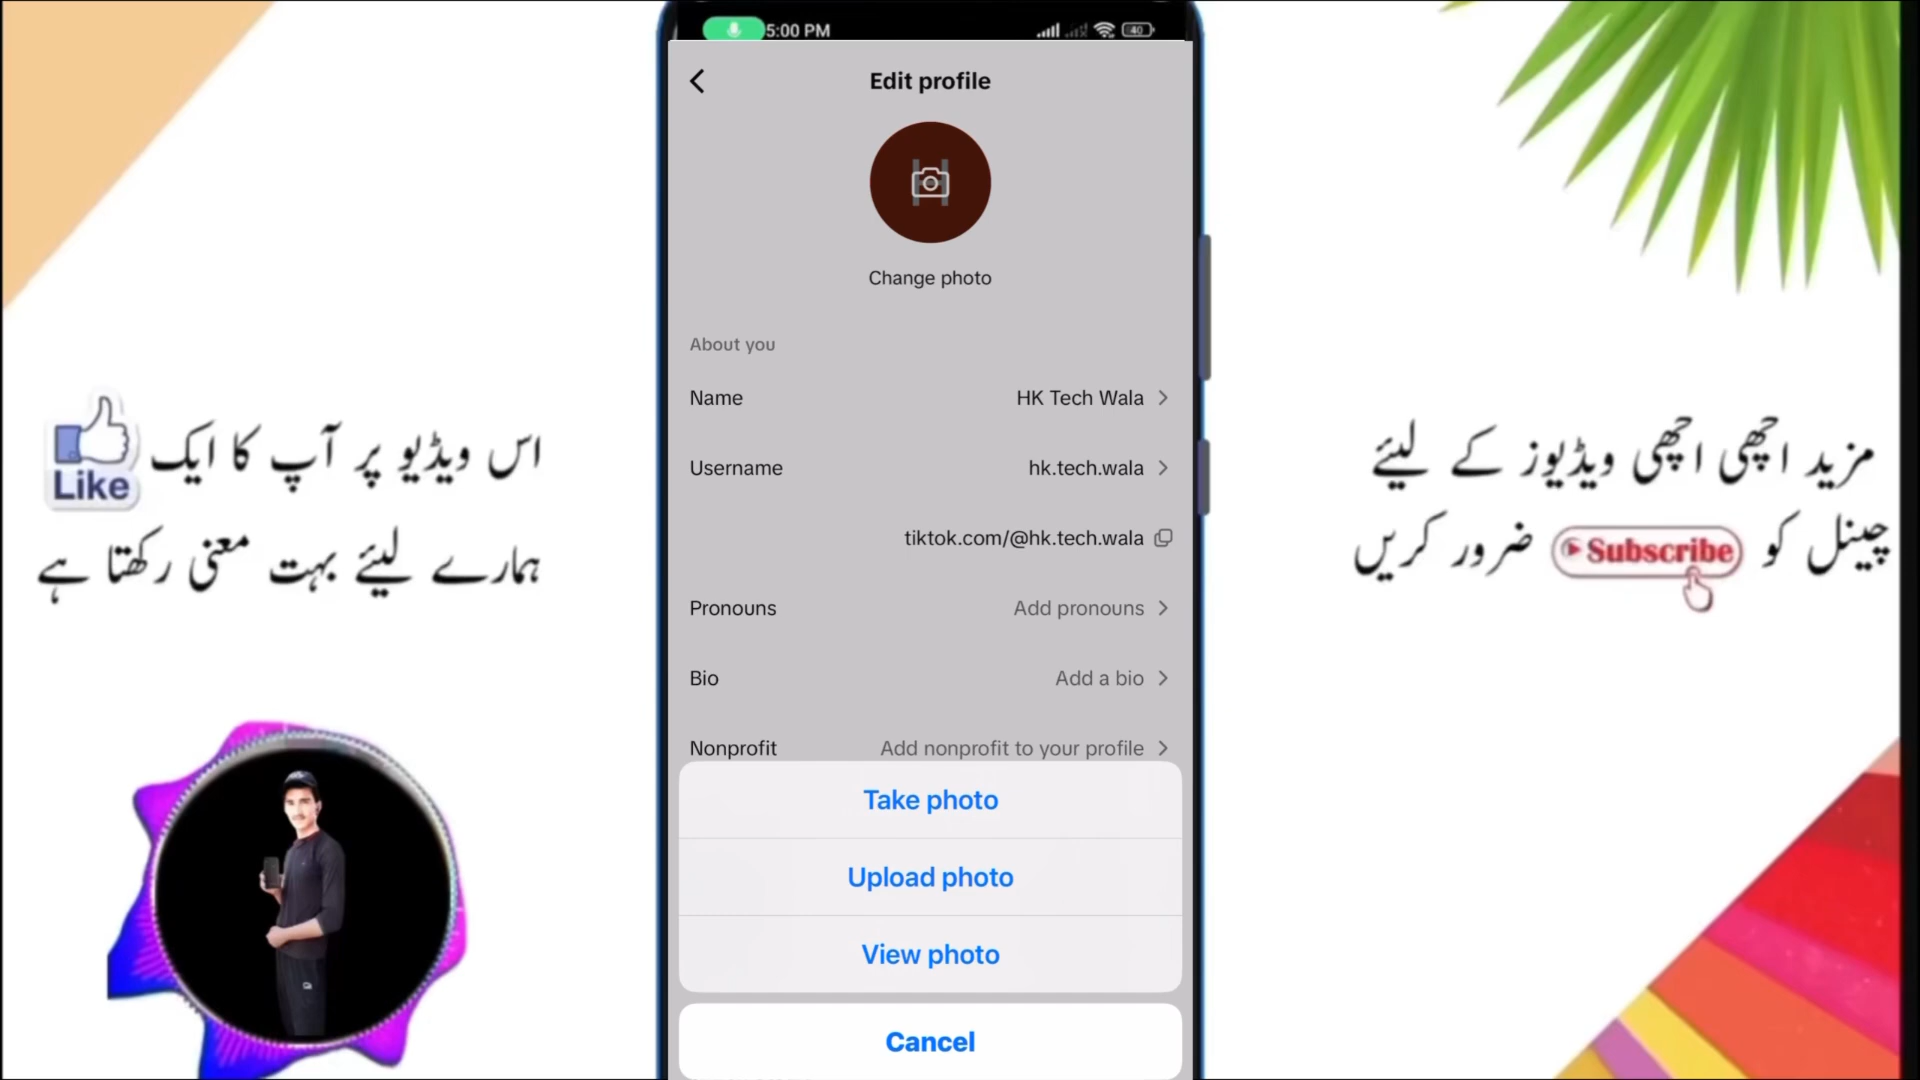 5:00 PM
40
Edit profile
Change photo
About you
Name HK Tech Wala
Username hk.tech.wala
tiktok.com/@hk.tech.wala
Pronouns Add pronouns
Bio Add a bio
Nonprofit Add nonprofit to your profile
Take photo
Upload photo
View photo
Cancel
اس ویڈیو پر آپ کا ایک Like
ہمارے لیئے بہت معنی رکھتا ہے
مزید اچھی اچھی ویڈیوز کے لیئے
چینل کو Subscribe ضرور کریں